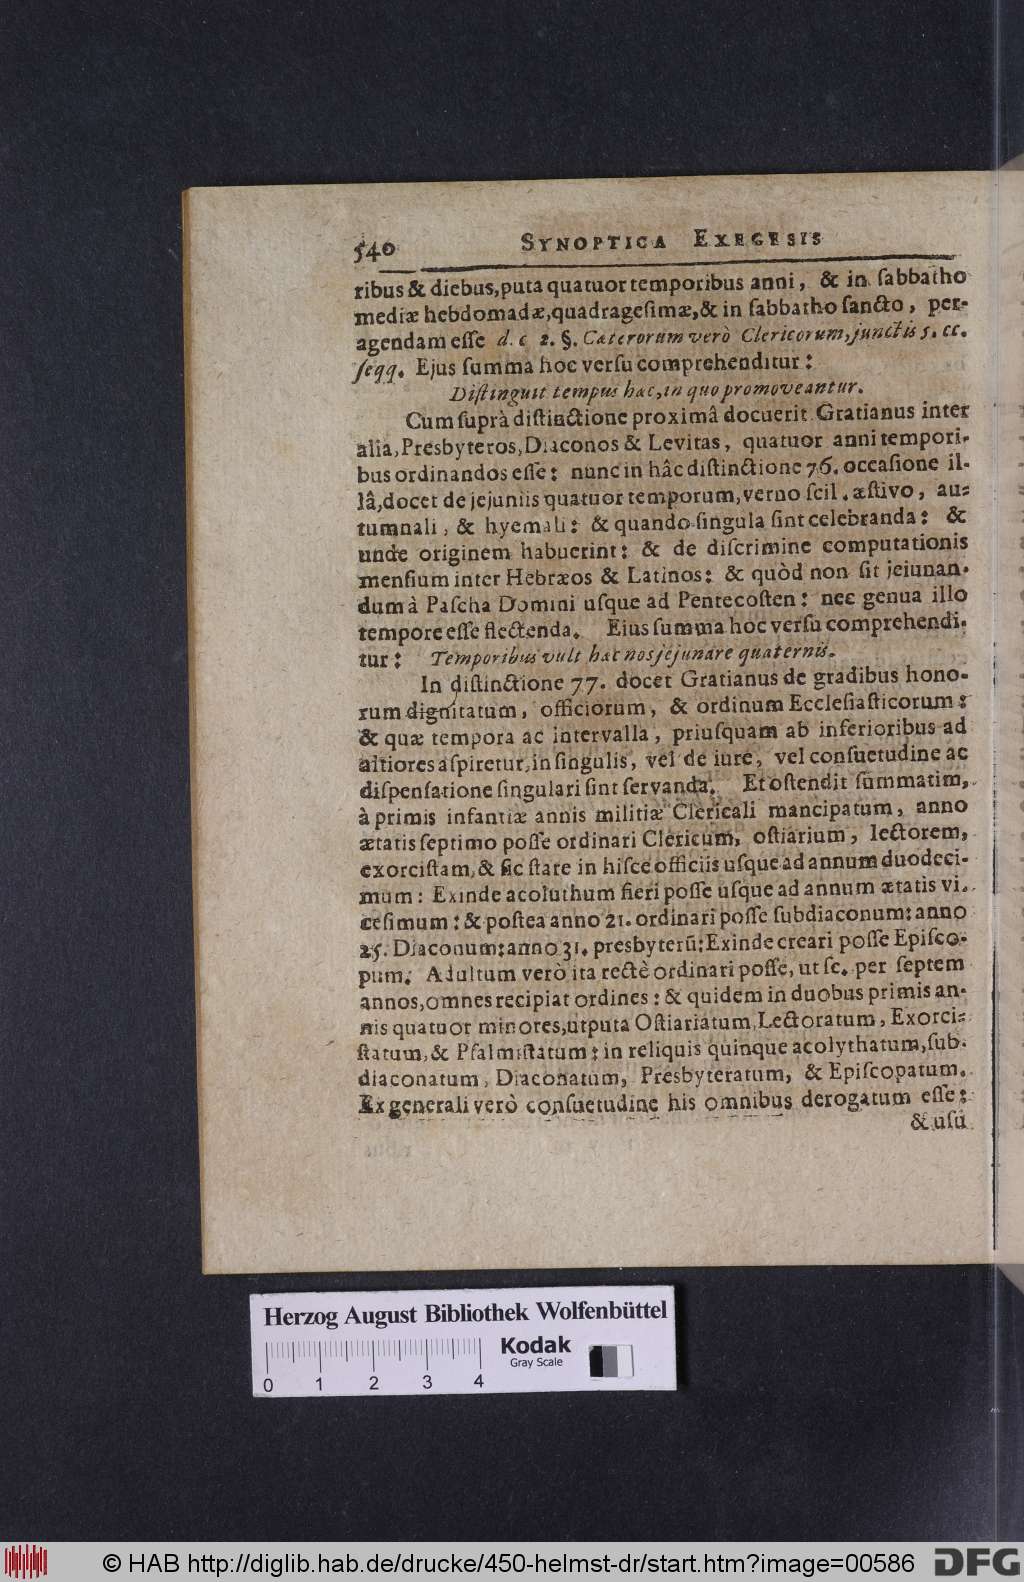 540 SYNOPTICA EXEGESIS
ribus & diebus, puta quatuor temporibus anni, & in ſabbatho
mediæ hebdomadæ, quadrageſimæ, & in ſabbatho ſancto, per-
agendam eſſe d. c 2. §. Cæterorum verò Clericorum, junctis 5. cc.
ſeqq. Ejus ſumma hoc verſu comprehenditur:
Diſtinguit tempus hæc, in quo promoveantur.
Cum ſuprà diſtinctione proximâ docuerit Gratianus inter
alia, Presbyteros, Diaconos & Levitas, quatuor anni tempori-
bus ordinandos eſſe: nunc in hâc diſtinctione 76. occaſione il-
lâ, docet de jejuniis quatuor temporum, verno ſcil. æſtivo, au-
tumnali, & hyemali: & quando ſingula ſint celebranda: &
unde originem habuerint: & de diſcrimine computationis
menſium inter Hebræos & Latinos: & quòd non ſit jeiunan-
dum à Paſcha Domini uſque ad Pentecoſten: nec genua illo
tempore eſſe flectenda. Ejus ſumma hoc verſu comprehendi-
tur: Temporibus vult hæc nos jejunare quaternis.
In diſtinctione 77. docet Gratianus de gradibus hono-
rum dignitatum, officiorum, & ordinum Eccleſiaſticorum:
& quæ tempora ac intervalla, priuſquam ab inferioribus ad
altiores aſpiretur, in ſingulis, vel de iure, vel conſuetudine ac
diſpenſatione ſingulari ſint ſervanda. Et oſtendit ſummatim,
à primis infantiæ annis militiæ Clericali mancipatum, anno
ætatis ſeptimo poſſe ordinari Clericum, oſtiarium, lectorem,
exorciſtam, & ſic ſtare in hiſce officiis uſque ad annum duodeci-
mum: Exinde acoluthum fieri poſſe uſque ad annum ætatis vi-
ceſimum: & poſtea anno 21. ordinari poſſe ſubdiaconum: anno
25. Diaconum: anno 31. presbyterũ: Exinde creari poſſe Epiſco-
pum. Adultum verò ita rectè ordinari poſſe, ut ſc. per ſeptem
annos, omnes recipiat ordines: & quidem in duobus primis an-
nis quatuor minores, utputa Oſtiariatum, Lectoratum, Exorci-
ſtatum, & Pſalmiſtatum: in reliquis quinque acolythatum, ſub-
diaconatum, Diaconatum, Presbyteratum, & Epiſcopatum.
Ex generali verò conſuetudine his omnibus derogatum eſſe:
& uſu
Herzog August Bibliothek Wolfenbüttel
Kodak
Gray Scale
0 1 2 3 4
© HAB http://diglib.hab.de/drucke/450-helmst-dr/start.htm?image=00586 DFG